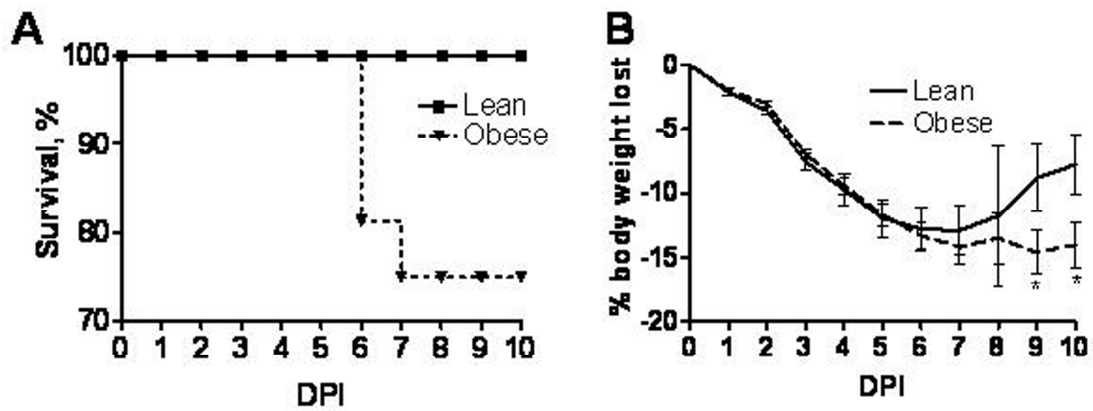 A
Survival, %
100
90
80
70
Lean
Obese
0 1 2 3 4 5 6 7 8 9 10
DPI
B
% body weight lost
0
-5
-10
-15
-20
Lean
Obese
* *
0 1 2 3 4 5 6 7 8 9 10
DPI